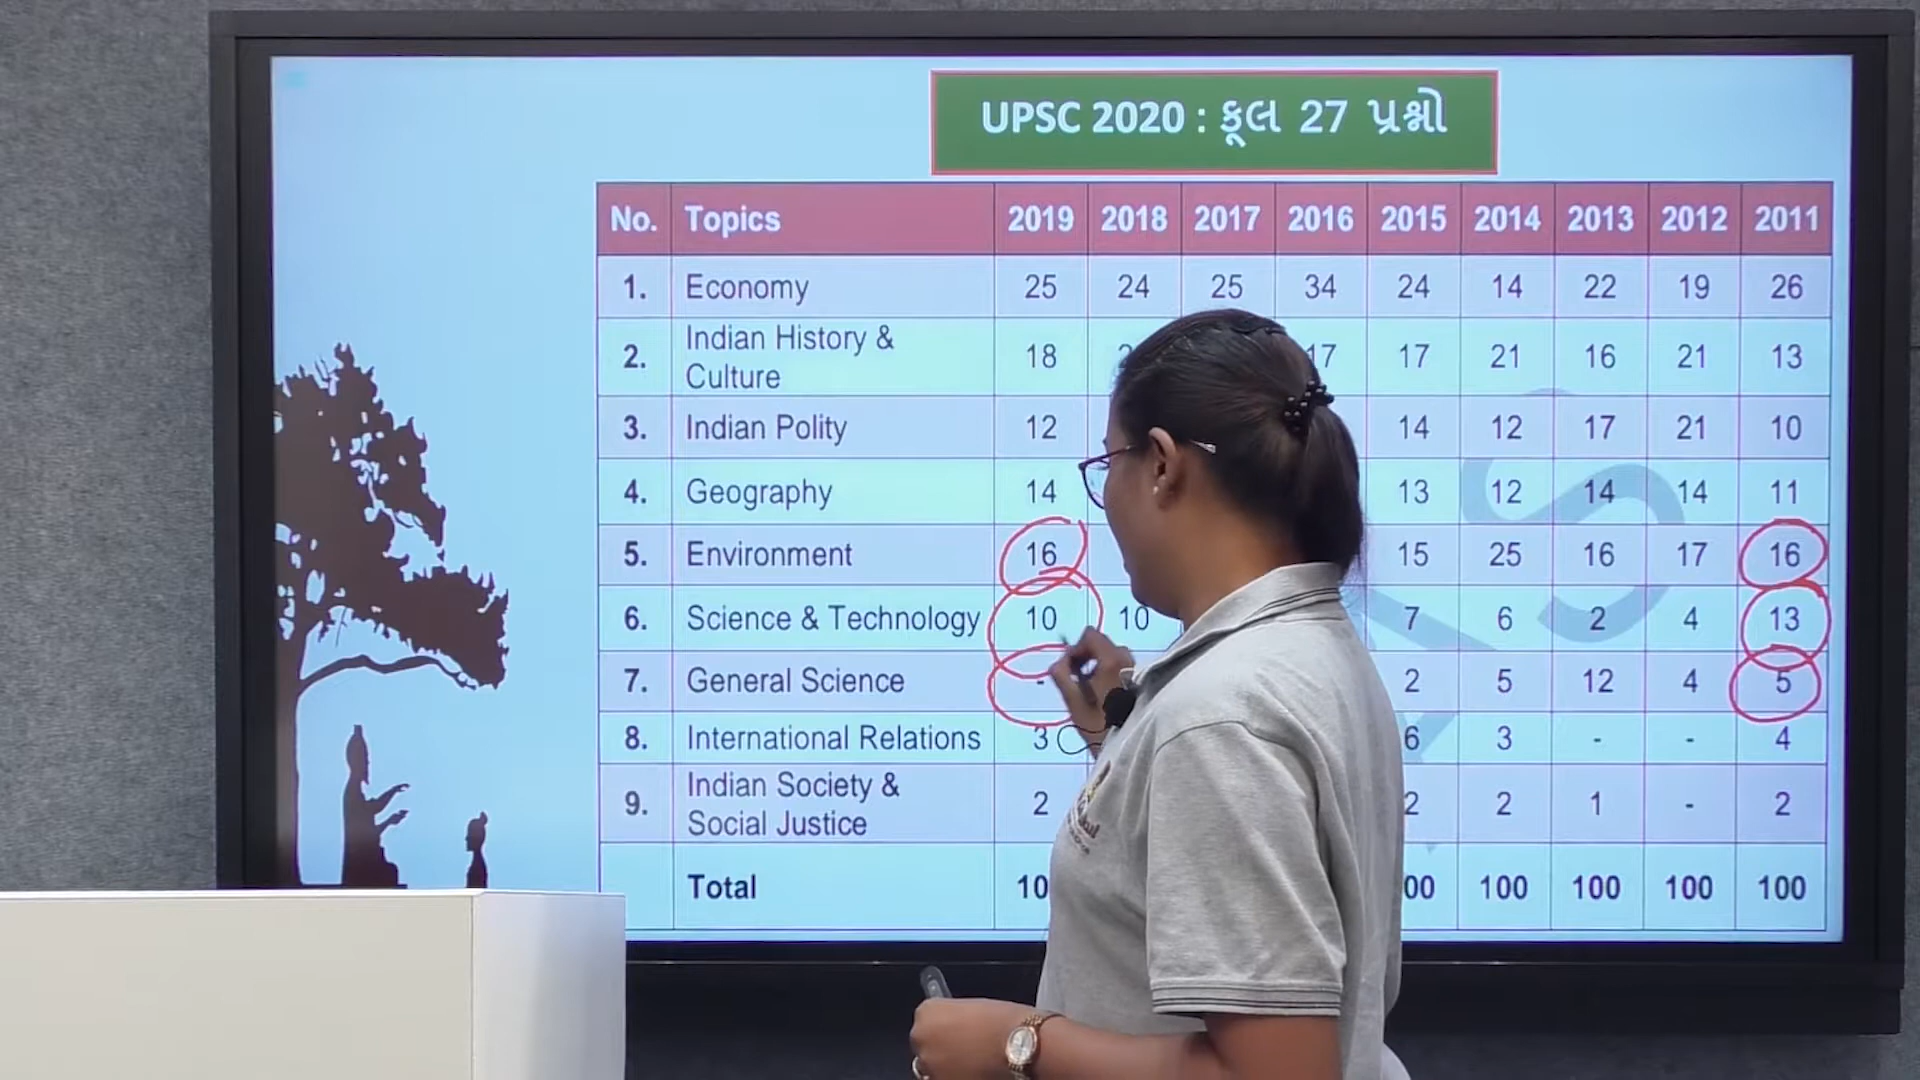 UPSC 2020 : કૂલ 27 પ્રશ્નો
No. Topics 2019 2018 2017 2016 2015 2014 2013 2012 2011
1. Economy 25 24 25 34 24 14 22 19 26
Indian History &
2. 18 17 21 16 21 13
Culture
3. Indian Polity 12 14 12 17 21 10
4. Geography 14 13 12 14 14 11
5. Environment 16 15 25 16 17 16
6. Science & Technology 10 10 7 6 2 4 13
7. General Science - 2 5 12 4 5
8. International Relations 3 6 3 - - 4
Indian Society &
9. 2 2 2 1 - 2
Social Justice
Total 100 100 100 100